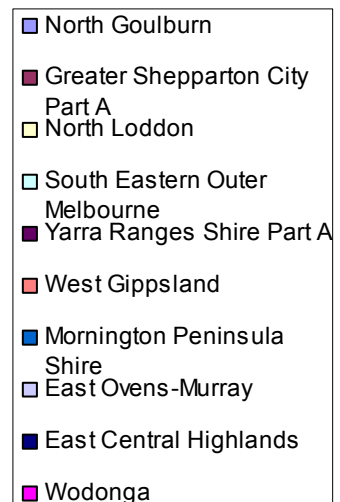 North Goulburn
Greater Shepparton City
Part A
North Loddon
South Eastern Outer
Melbourne
Yarra Ranges Shire Part A
West Gippsland
Mornington Peninsula
Shire
East Ovens-Murray
East Central Highlands
Wodonga